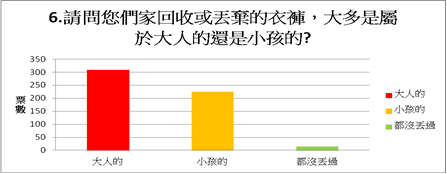 6.請問您們家回收或丟棄的衣褲，大多是屬
於大人的還是小孩的?
350
300
250
200
150
100
50
0
票數
大人的
小孩的
都沒丟過
大人的
小孩的
都沒丟過